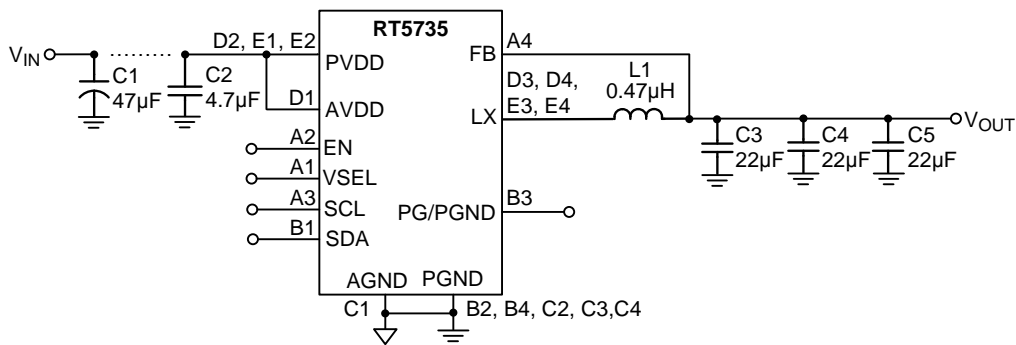 RT5735
VIN
D2, E1, E2
PVDD
FB
A4
C1
47µF
C2
4.7µF
D1
AVDD
D3, D4,
E3, E4
LX
L1
0.47µH
VOUT
C3
22µF
C4
22µF
C5
22µF
A2
EN
A1
VSEL
A3
SCL
B1
SDA
PG/PGND
B3
AGND
PGND
C1
B2, B4, C2, C3,C4